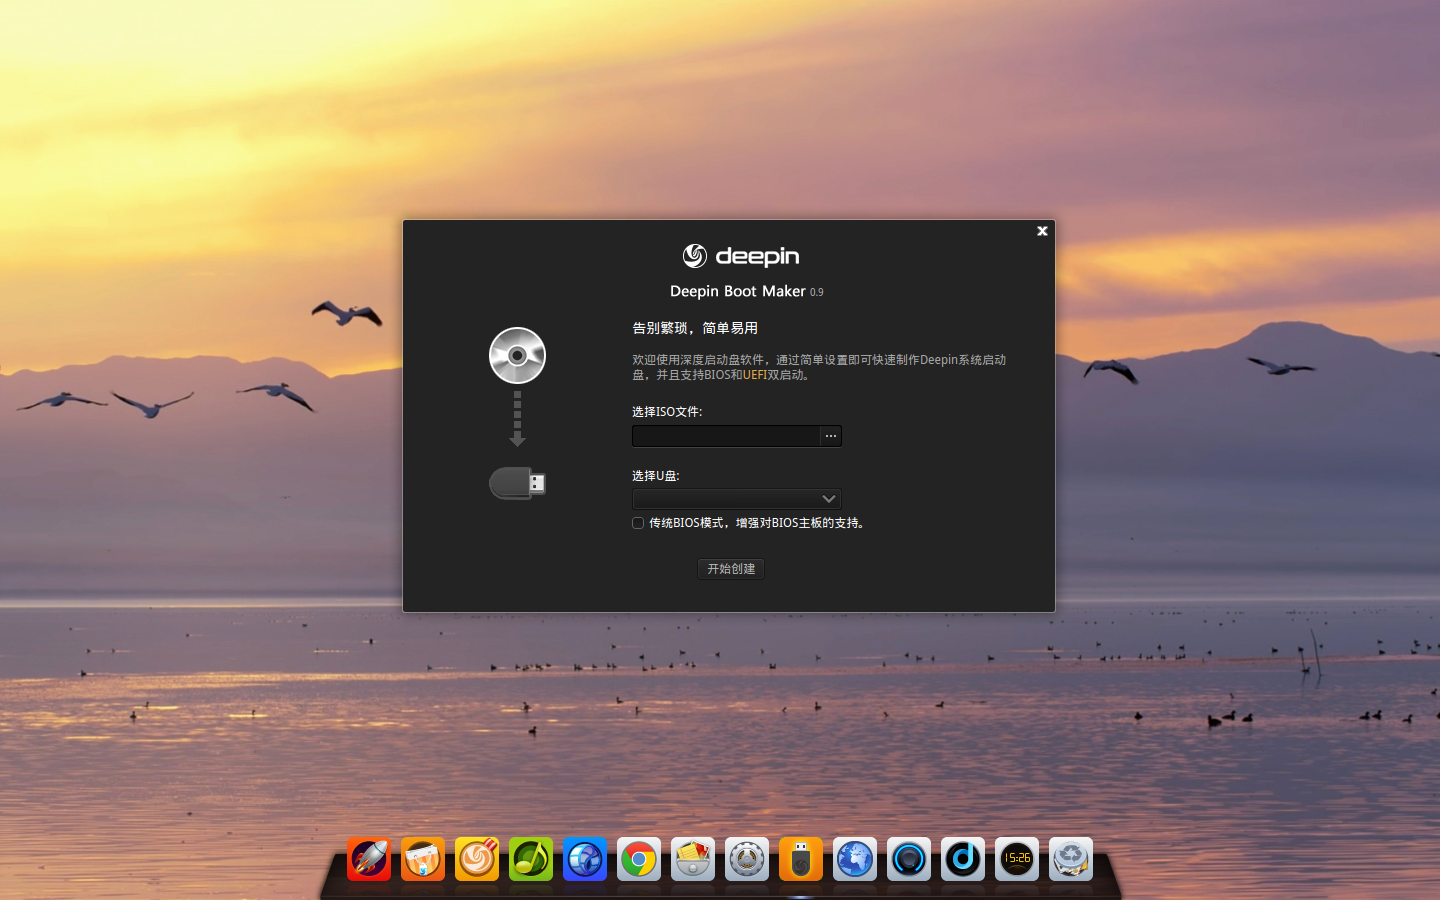 deepin
Deepin Boot Maker 0.9
告别繁琐，简单易用
欢迎使用深度启动盘软件，通过简单设置即可快速制作Deepin系统启动
盘，并且支持BIOS和UEFI双启动。
选择ISO文件:
...
选择U盘:
传统BIOS模式，增强对BIOS主板的支持。
开始创建
15:26